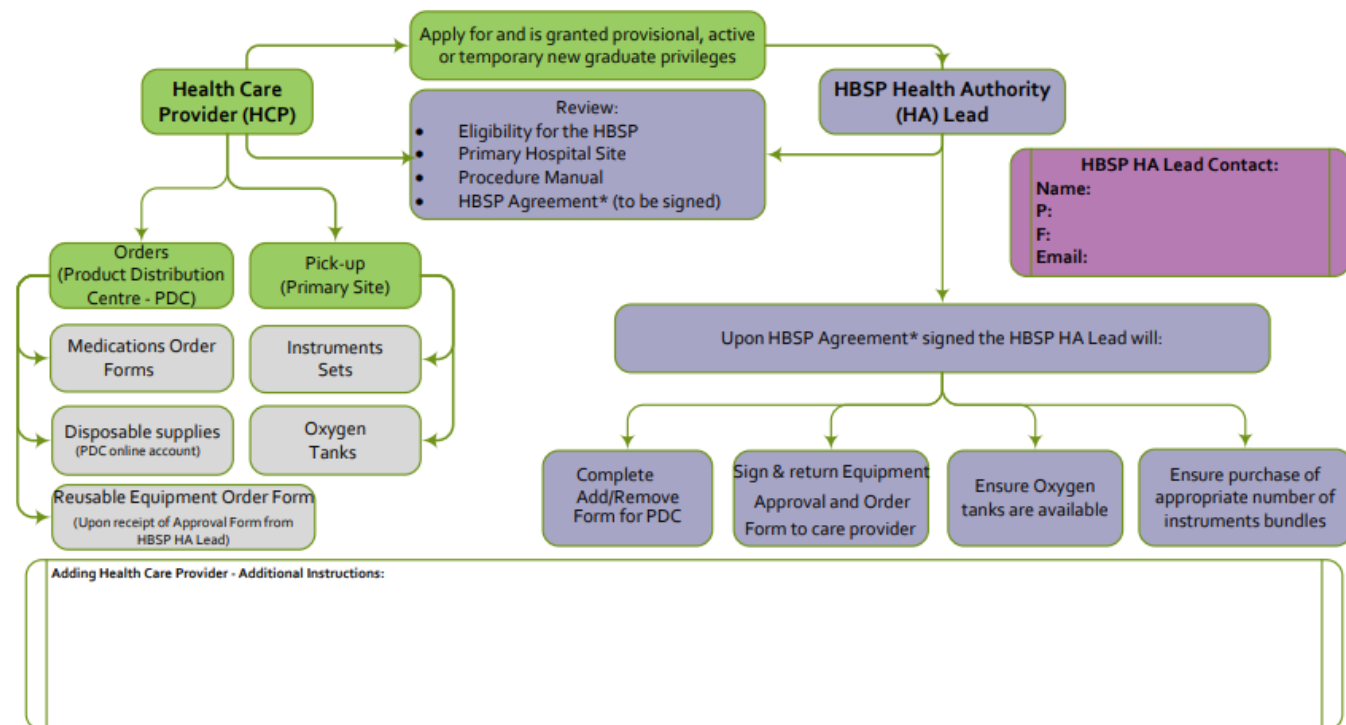 Apply for and is granted provisional, active
or temporary new graduate privileges
Health Care
Provider (HCP)
HBSP Health Authority
(HA) Lead
Review:
• Eligibility for the HBSP
• Primary Hospital Site
• Procedure Manual
• HBSP Agreement* (to be signed)
HBSP HA Lead Contact:
Name:
P:
F:
Email:
Orders
(Product Distribution
Centre - PDC)
Pick-up
(Primary Site)
Medications Order
Forms
Instruments
Sets
Disposable supplies
(PDC online account)
Oxygen
Tanks
Reusable Equipment Order Form
(Upon receipt of Approval Form from
HBSP HA Lead)
Upon HBSP Agreement* signed the HBSP HA Lead will:
Complete
Add/Remove
Form for PDC
Sign & return Equipment
Approval and Order
Form to care provider
Ensure Oxygen
tanks are available
Ensure purchase of
appropriate number of
instruments bundles
Adding Health Care Provider - Additional Instructions: